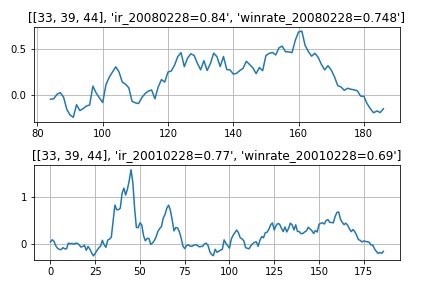 [[33, 39, 44], 'ir_20080228=0.84', 'winrate_20080228=0.748']
0.5
0.0
80 100 120 140 160 180
[[33, 39, 44], 'ir_20010228=0.77', 'winrate_20010228=0.69']
1
0
0 25 50 75 100 125 150 175